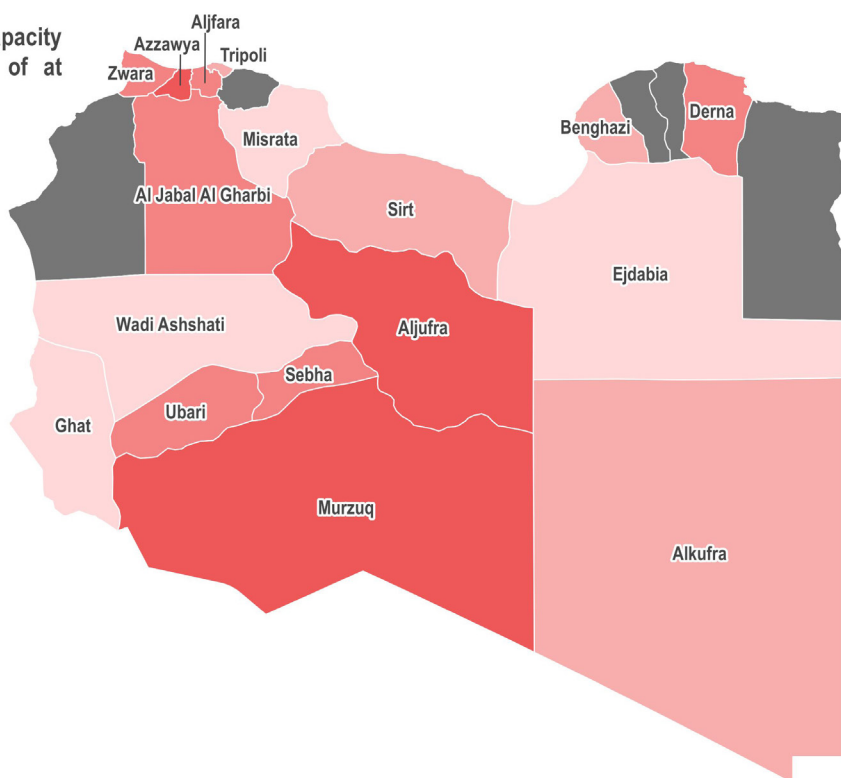 of at
Aljfara
Azzawya
Tripoli
Zwara
Misrata
Benghazi
Derna
Al Jabal Al Gharbi
Sirt
Ejdabia
Wadi Ashshati
Aljufra
Sebha
Ubari
Ghat
Murzuq
Alkufra